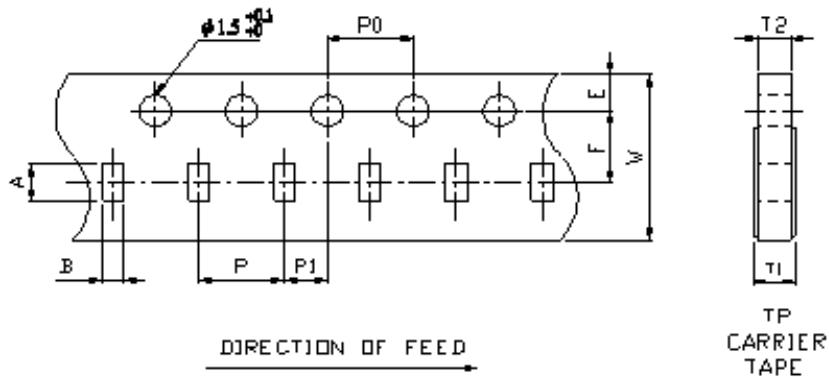 ϕ1.5 +0.1
+0
P0
T2
E
F
W
A
B
P
P1
T1
DIRECTION OF FEED
TP
CARRIER
TAPE